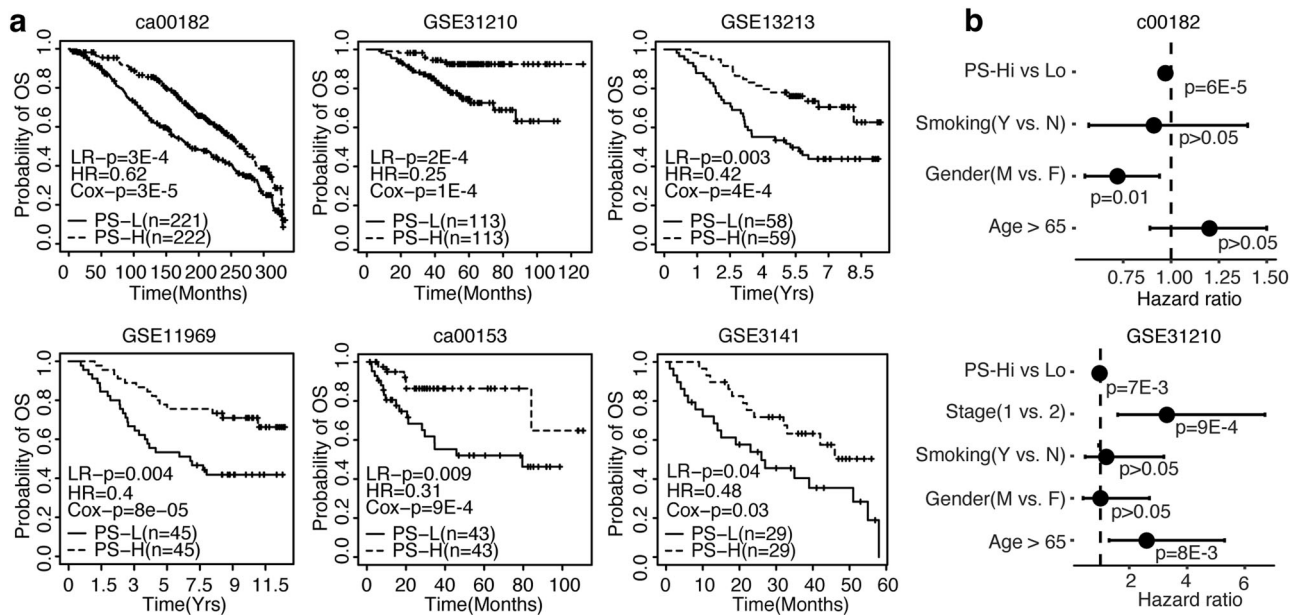 a
ca00182
Probability of OS
0.0 0.2 0.4 0.6 0.8 1.0
LR-p=3E-4
HR=0.62
Cox-p=3E-5
PS-L(n=221)
PS-H(n=222)
0 50 100 150 200 250 300
Time(Months)
GSE31210
Probability of OS
0.0 0.2 0.4 0.6 0.8 1.0
LR-p=2E-4
HR=0.25
Cox-p=1E-4
PS-L(n=113)
PS-H(n=113)
0 20 40 60 80 100 120
Time(Months)
GSE13213
Probability of OS
0.0 0.2 0.4 0.6 0.8 1.0
LR-p=0.003
HR=0.42
Cox-p=4E-4
PS-L(n=58)
PS-H(n=59)
0 1 2.5 4 5.5 7 8.5
Time(Yrs)
GSE11969
Probability of OS
0.0 0.2 0.4 0.6 0.8 1.0
LR-p=0.004
HR=0.4
Cox-p=8e-05
PS-L(n=45)
PS-H(n=45)
0 1.5 3 5 7.5 9 11.5
Time(Yrs)
ca00153
Probability of OS
0.0 0.2 0.4 0.6 0.8 1.0
LR-p=0.009
HR=0.31
Cox-p=9E-4
PS-L(n=43)
PS-H(n=43)
0 20 40 60 80 100
Time(Months)
GSE3141
Probability of OS
0.0 0.2 0.4 0.6 0.8 1.0
LR-p=0.04
HR=0.48
Cox-p=0.03
PS-L(n=29)
PS-H(n=29)
0 10 20 30 40 50 60
Time(Months)
b
c00182
PS-Hi vs Lo
p=6E-5
Smoking(Y vs. N)
p>0.05
Gender(M vs. F)
p=0.01
Age > 65
p>0.05
0.75 1.00 1.25 1.50
Hazard ratio
GSE31210
PS-Hi vs Lo
p=7E-3
Stage(1 vs. 2)
p=9E-4
Smoking(Y vs. N)
p>0.05
Gender(M vs. F)
p>0.05
Age > 65
p=8E-3
2 4 6
Hazard ratio